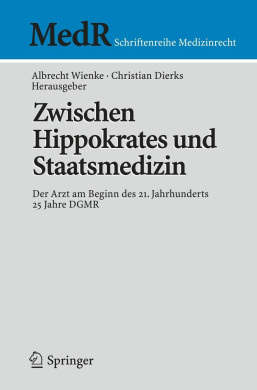 MedR Schriftenreihe Medizinrecht
Albrecht Wienke · Christian Dierks
Herausgeber
Zwischen
Hippokrates und
Staatsmedizin
Der Arzt am Beginn des 21. Jahrhunderts
25 Jahre DGMR
Springer